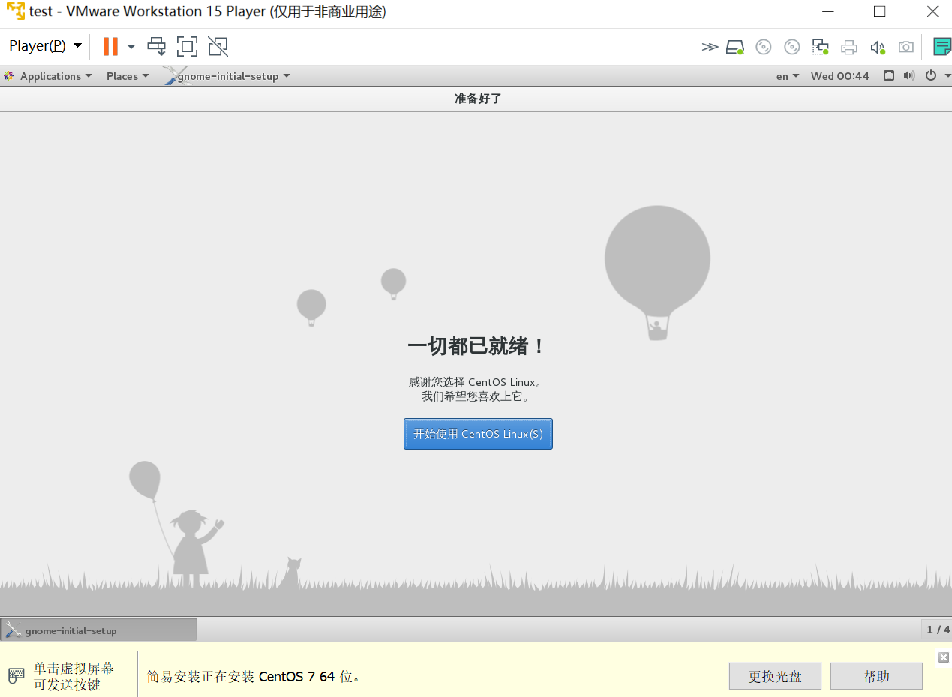 test - VMware Workstation 15 Player (仅用于非商业用途)
Player(P)
Applications Places gnome-initial-setup en Wed 00:44
准备好了
一切都已就绪！
感谢您选择 CentOS Linux。
我们希望您喜欢上它。
开始使用 CentOS Linux(S)
gnome-initial-setup 1 / 4
单击虚拟屏幕
可发送按键
简易安装正在安装 CentOS 7 64 位。
更换光盘 帮助